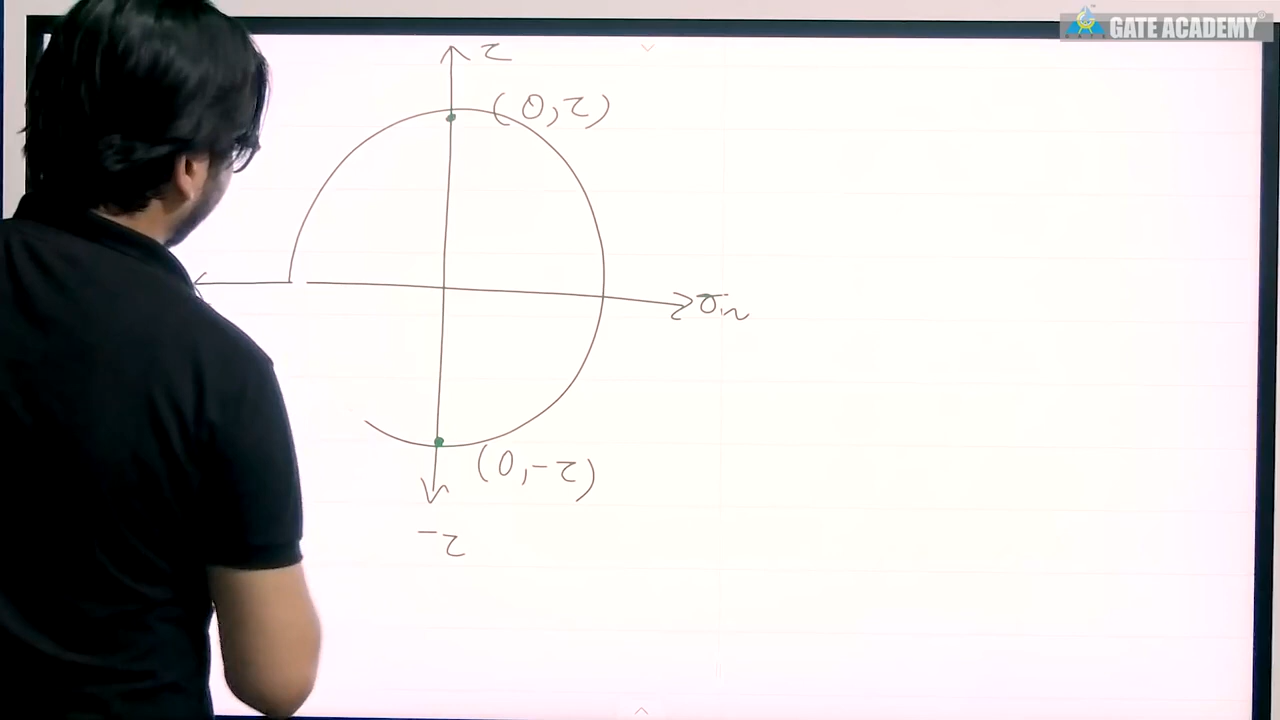 GATE ACADEMY
τ
(0, τ)
σn
(0, -τ)
-τ